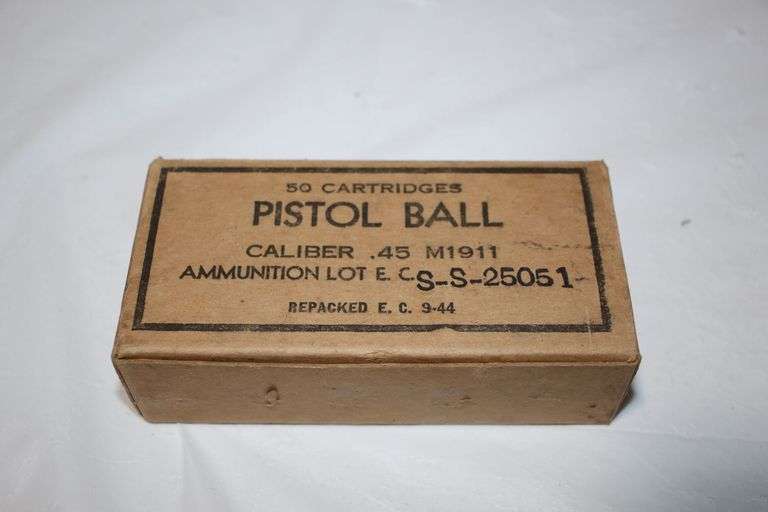 50 CARTRIDGES
PISTOL BALL
CALIBER .45 M1911
AMMUNITION LOT E. C. S-S-25051
REPACKED E. C. 9-44